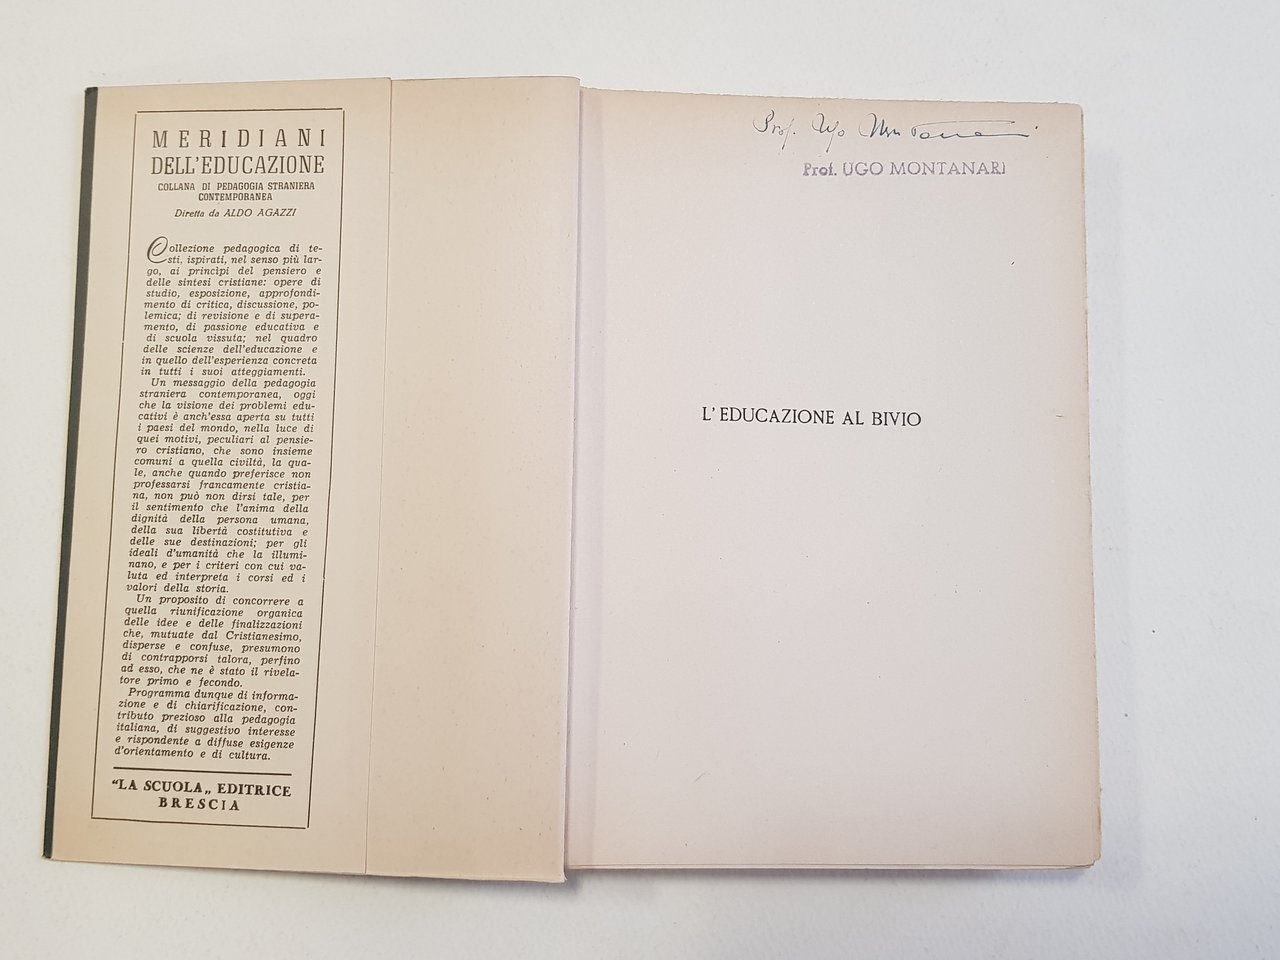 MERIDIANI
DELL'EDUCAZIONE
COLLANA DI PEDAGOGIA STRANIERA
CONTEMPORANEA
Diretta da ALDO AGAZZI
Collezione pedagogica di te-
sti, ispirati, nel senso più lar-
go, ai principi del pensiero e
delle sintesi cristiane: opere di
studio, esposizione, approfondi-
mento di critica, discussione, po-
lemica; di revisione e di supera-
mento, di passione educativa e
di scuola vissuta; nel quadro
delle scienze dell'educazione e
in quello dell'esperienza concreta
in tutti i suoi atteggiamenti.
Un messaggio della pedagogia
straniera contemporanea, oggi
che la visione dei problemi edu-
cativi è anch'essa aperta su tutti
i paesi del mondo, nella luce di
quei motivi, peculiari al pensie-
ro cristiano, che sono insieme
comuni a quella civiltà, la qua-
le, anche quando preferisce non
professarsi francamente cristia-
na, non può non dirsi tale, per
il sentimento che l'anima della
dignità della persona umana,
della sua libertà costitutiva e
delle sue destinazioni; per gli
ideali d'umanità che la illumi-
nano, e per i criteri con cui va-
luta ed interpreta i corsi ed i
valori della storia.
Un proposito di concorrere a
quella riunificazione organica
delle idee e delle finalizzazioni
che, mutuate dal Cristianesimo,
disperse e confuse, presumono
di contrapporsi talora, perfino
ad esso, che ne è stato il rivela-
tore primo e fecondo.
Programma dunque di informa-
zione e di chiarificazione, con-
tributo prezioso alla pedagogia
italiana, di suggestivo interesse
e rispondente a diffuse esigenze
d'orientamento e di cultura.
"LA SCUOLA„ EDITRICE
BRESCIA
Prof. Ugo Montanari
Prof. UGO MONTANARI
L'EDUCAZIONE AL BIVIO